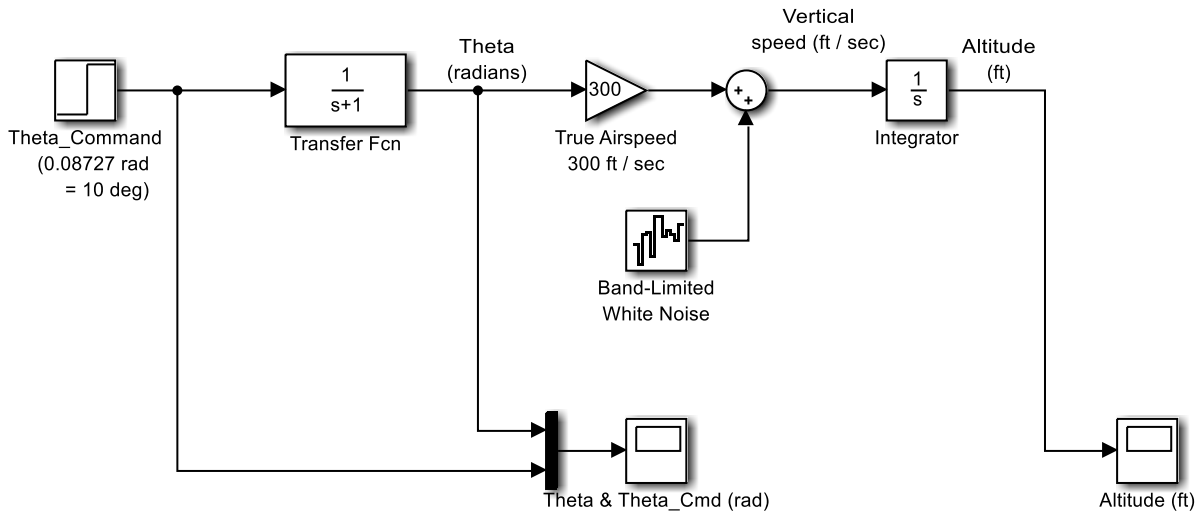 Vertical
speed (ft / sec)
Theta
(radians)
Altitude
(ft)
1
s+1
300
+
+
1
s
Theta_Command
(0.08727 rad
= 10 deg)
Transfer Fcn
True Airspeed
300 ft / sec
Integrator
Band-Limited
White Noise
Theta & Theta_Cmd (rad)
Altitude (ft)